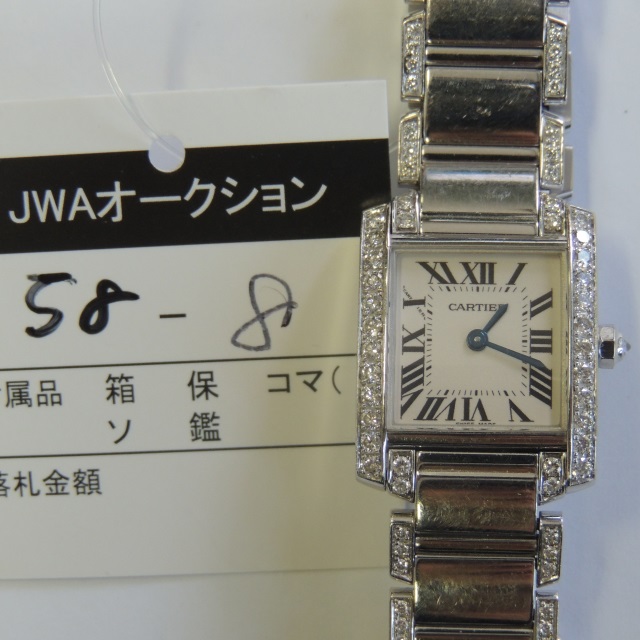 JWAオークション
58 - 8
属品 箱 保 コマ(
ソ 鑑
落札金額
XII
CARTIER